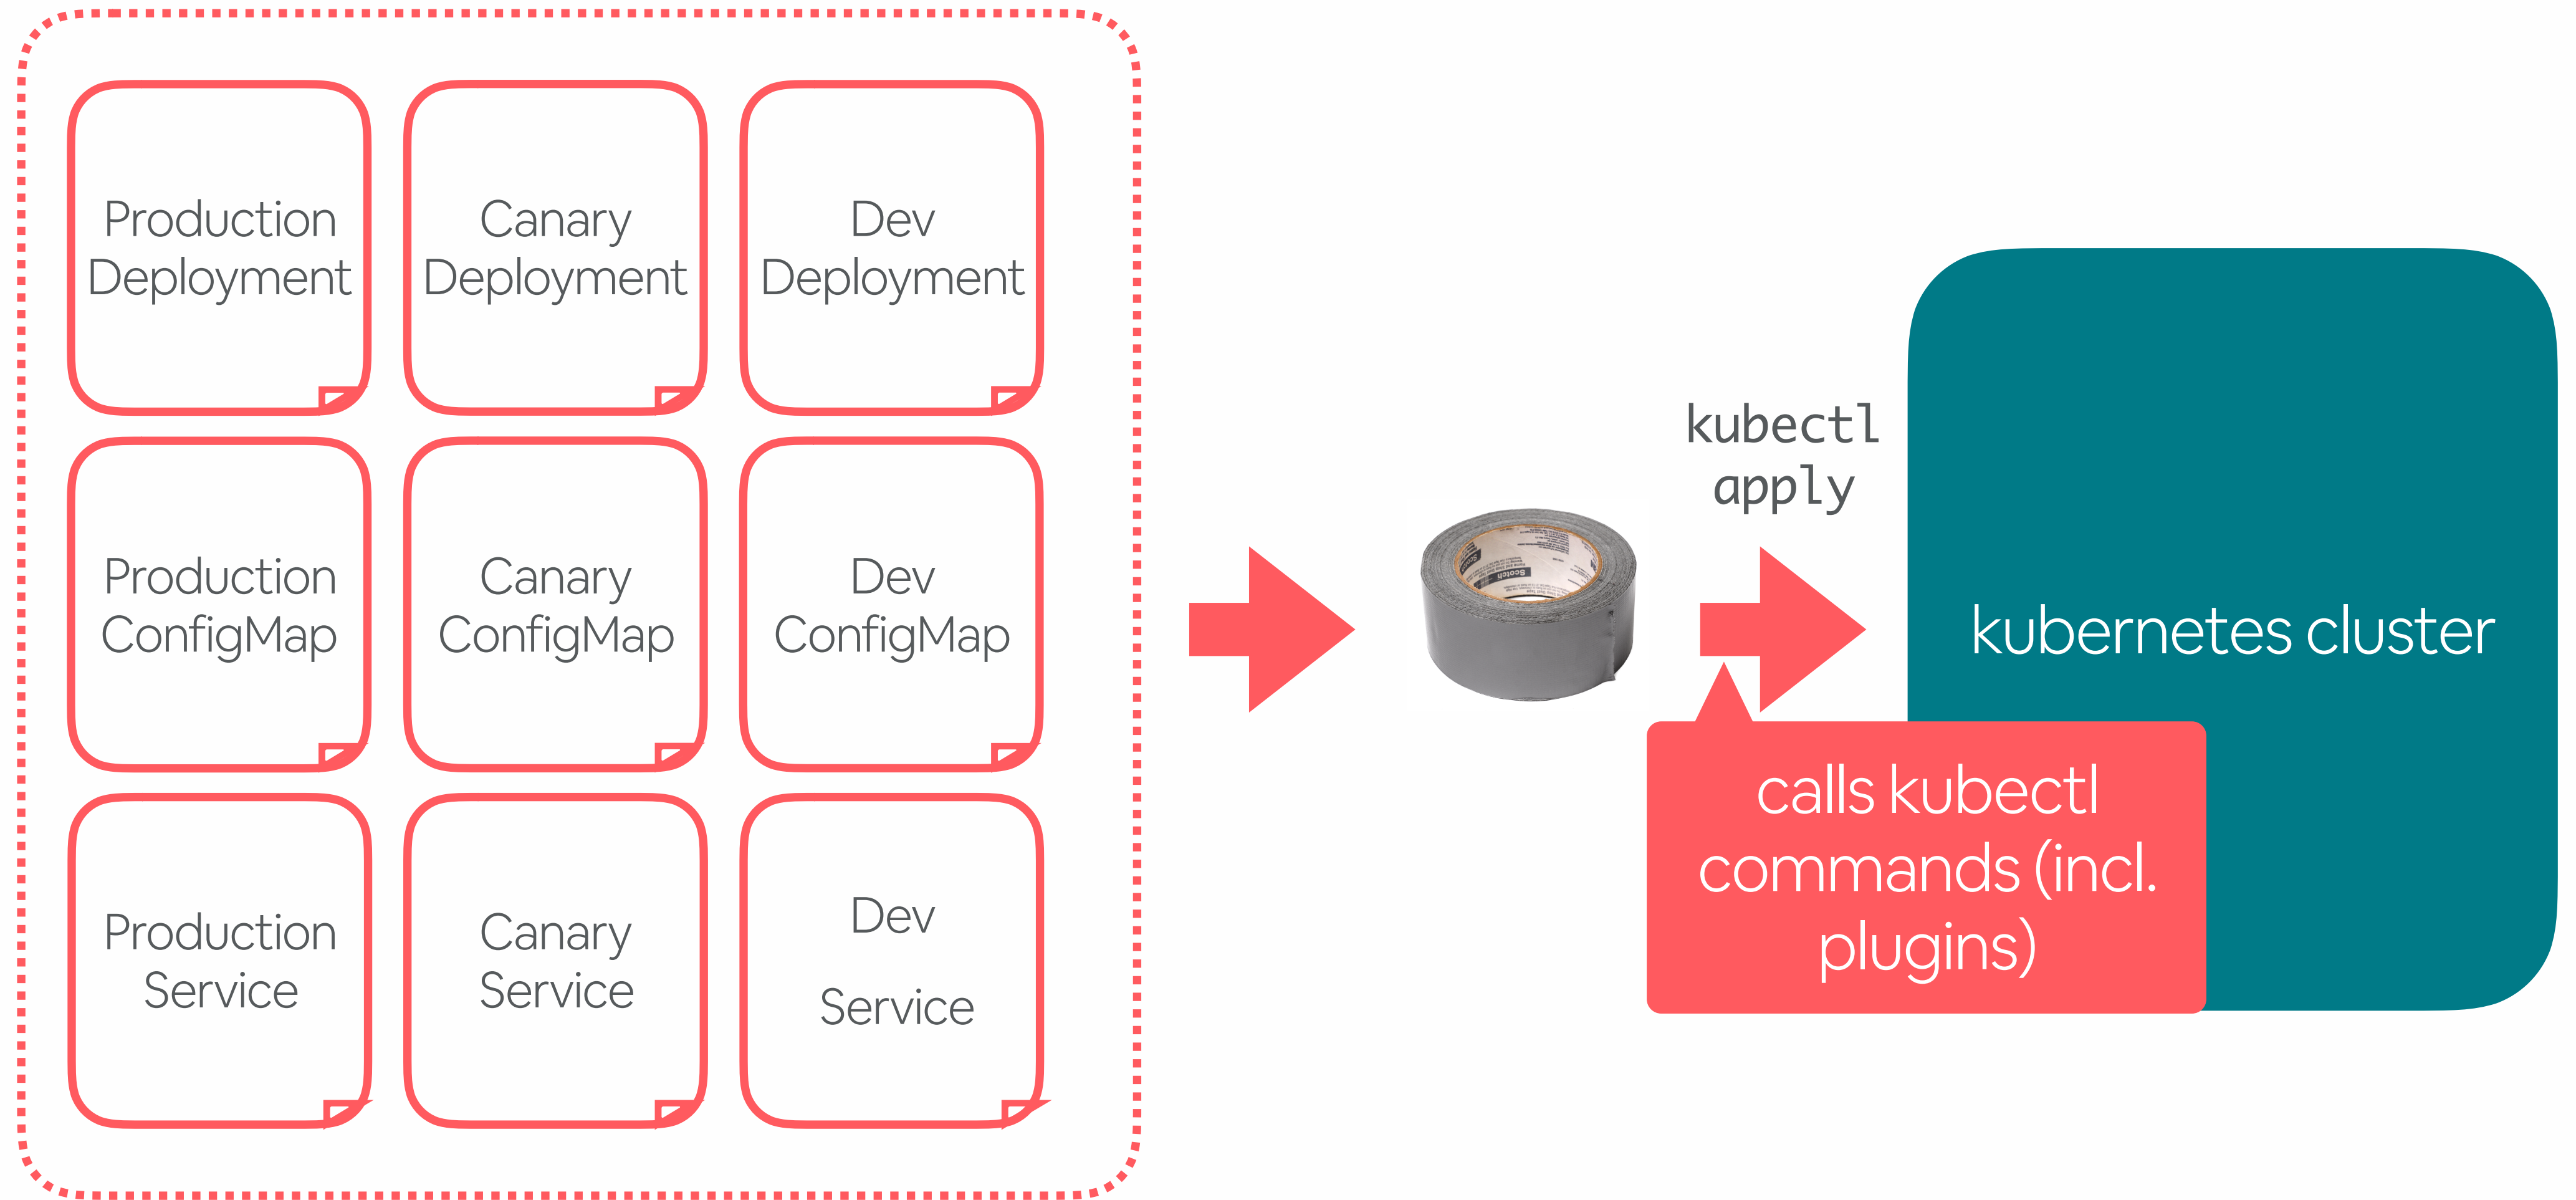 Production
Deployment
Canary
Deployment
Dev
Deployment
Production
ConfigMap
Canary
ConfigMap
Dev
ConfigMap
Production
Service
Canary
Service
Dev
Service
Scotch
kubectl
apply
calls kubectl
commands (incl.
plugins)
kubernetes cluster